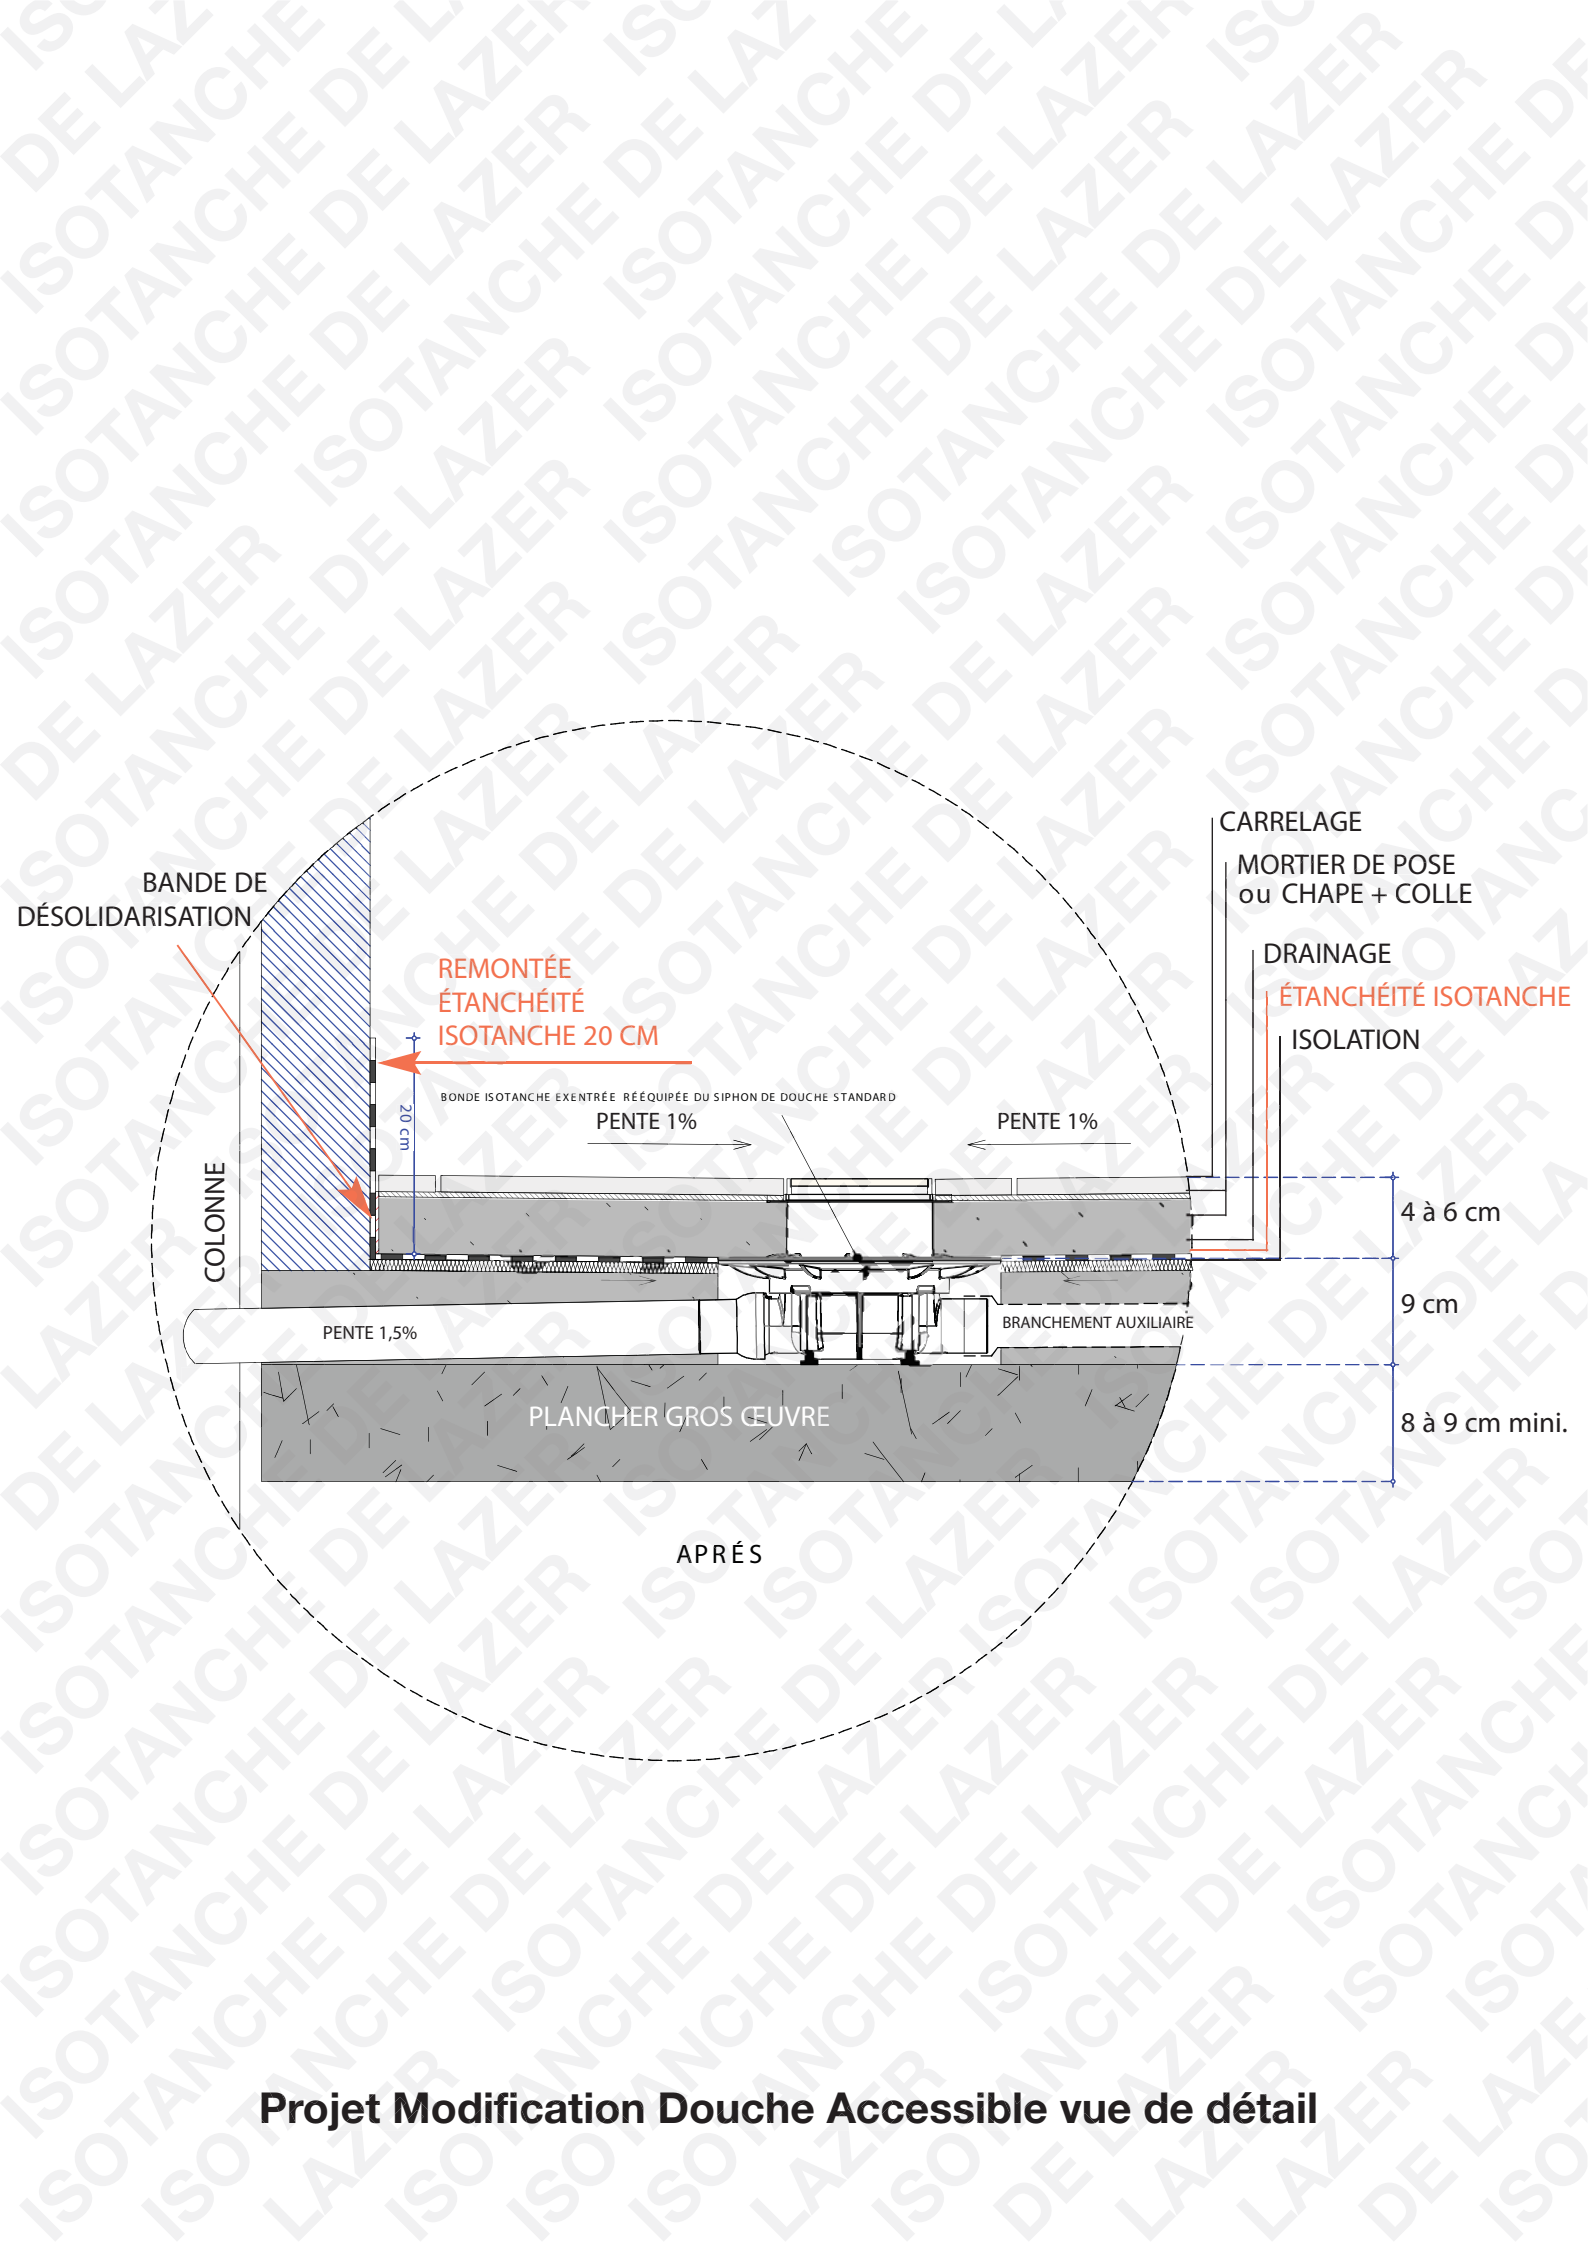 CARRELAGE
MORTIER DE POSE
ou CHAPE + COLLE
BANDE DE
DÉSOLIDARISATION
DRAINAGE
REMONTÉE
ÉTANCHÉITÉ
ISOTANCHE 20 CM
ÉTANCHÉITÉ ISOTANCHE
ISOLATION
BONDE ISOTANCHE EXENTRÉE RÉÉQUIPÉE DU SIPHON DE DOUCHE STANDARD
PENTE 1%
PENTE 1%
20 cm
COLONNE
4 à 6 cm
9 cm
PENTE 1,5%
BRANCHEMENT AUXILIAIRE
PLANCHER GROS ŒUVRE
8 à 9 cm mini.
APRÉS
Projet Modification Douche Accessible vue de détail
ISOTANCHE DE LAZER